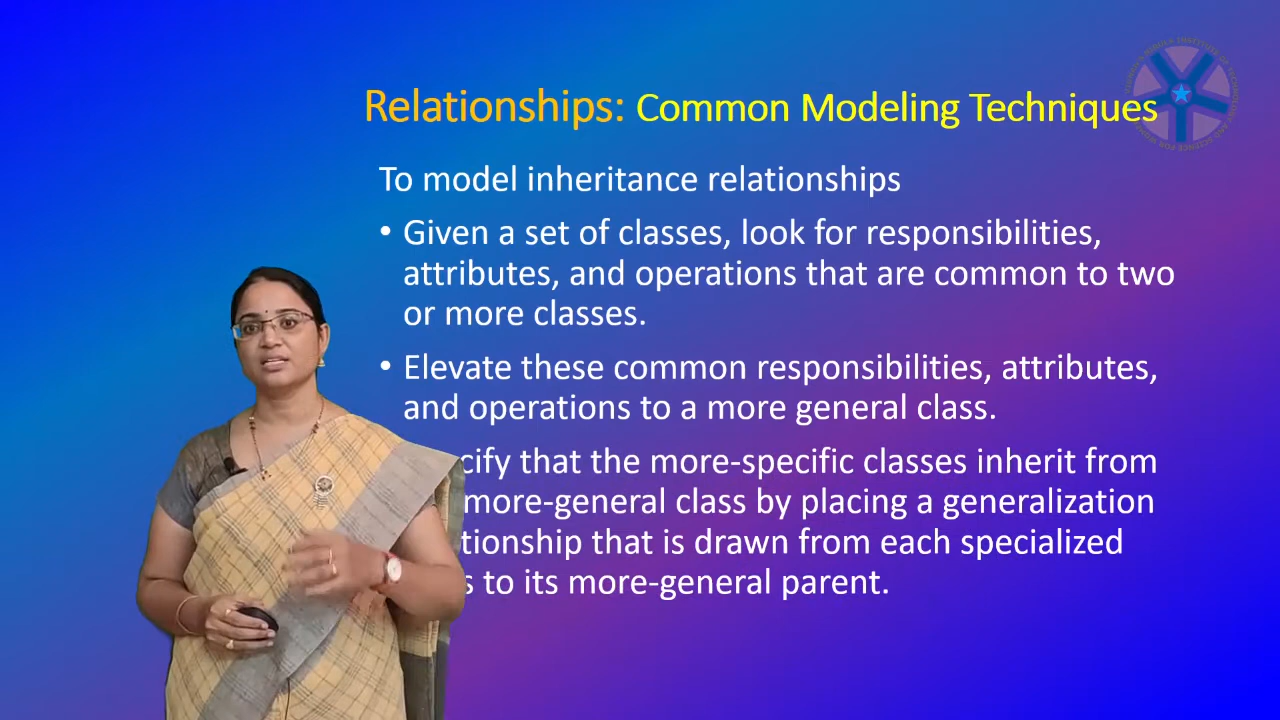 Relationships: Common Modeling Techniques
To model inheritance relationships
• Given a set of classes, look for responsibilities,
attributes, and operations that are common to two
or more classes.
• Elevate these common responsibilities, attributes,
and operations to a more general class.
that the more-specific classes inherit from
more-general class by placing a generalization
that is drawn from each specialized
to its more-general parent.